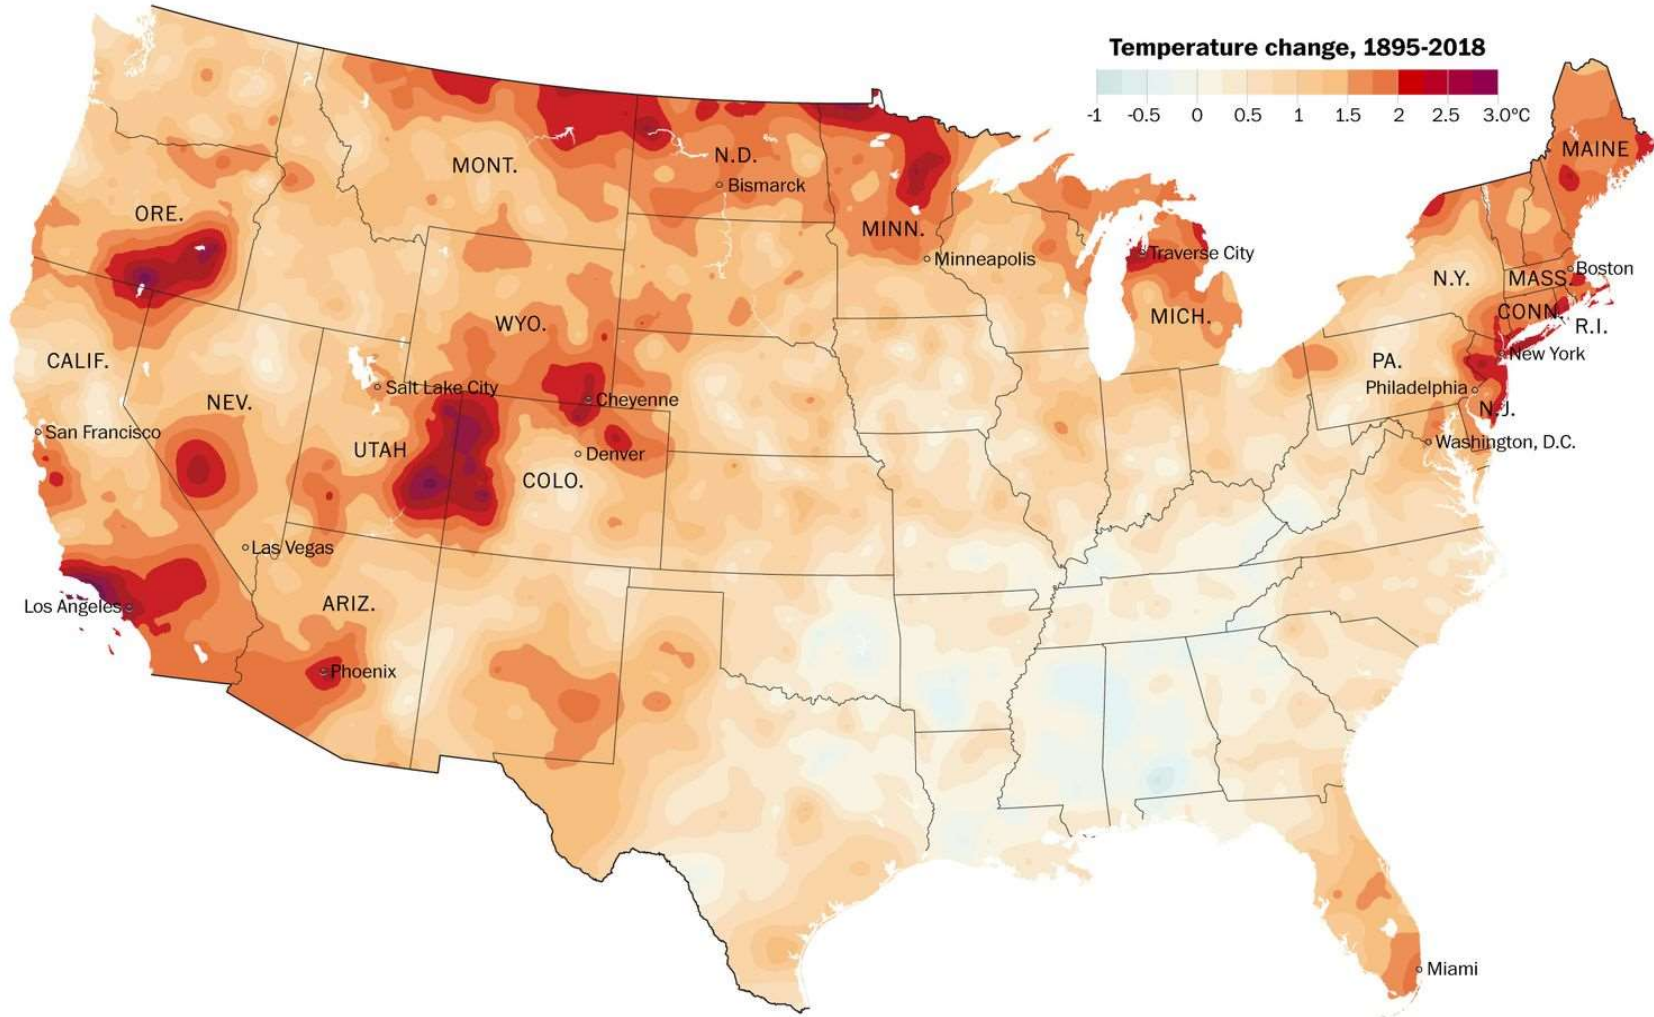 Temperature change, 1895-2018
-1 -0.5 0 0.5 1 1.5 2 2.5 3.0°C
MAINE
MONT.
N.D.
Bismarck
ORE.
MINN.
Minneapolis
Traverse City
Boston
N.Y.
MASS.
CONN.
R.I.
WYO.
MICH.
CALIF.
New York
PA.
Philadelphia
Salt Lake City
Cheyenne
NEV.
N.J.
San Francisco
Washington, D.C.
UTAH
Denver
COLO.
Las Vegas
Los Angeles
ARIZ.
Phoenix
Miami